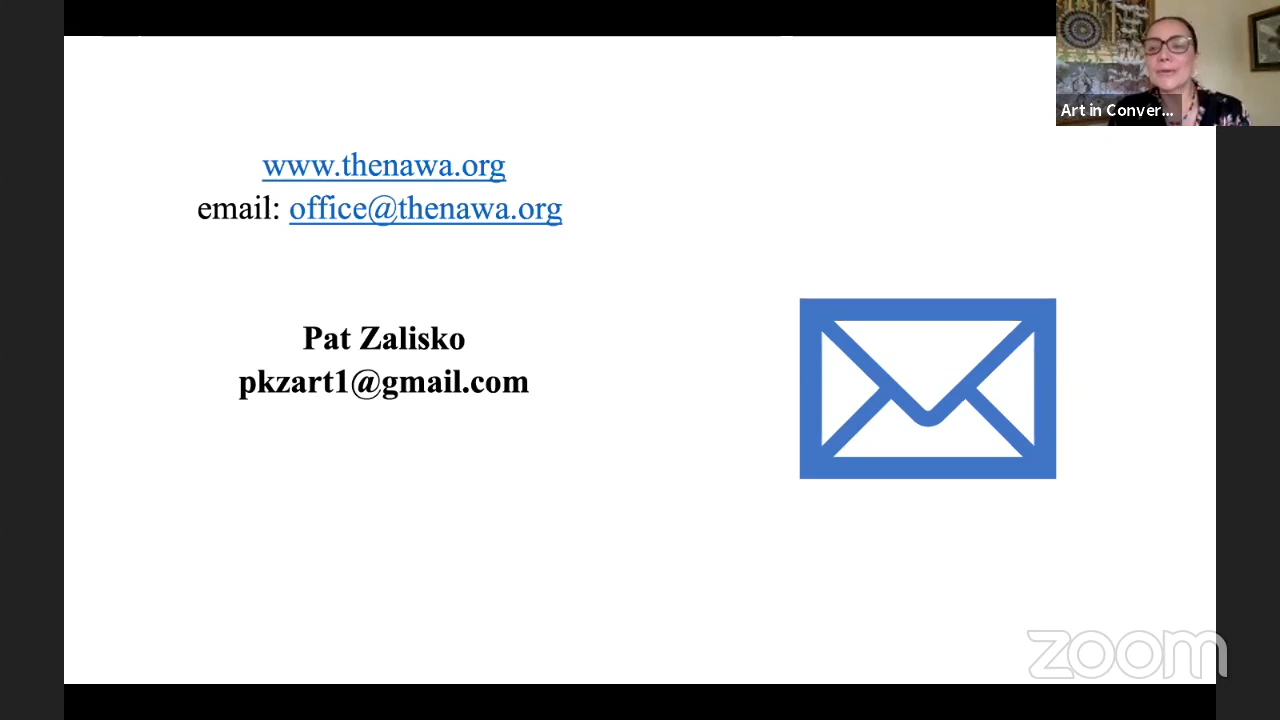 Art in Conver...
www.thenawa.org
email: office@thenawa.org
Pat Zalisko
pkzart1@gmail.com
zoom